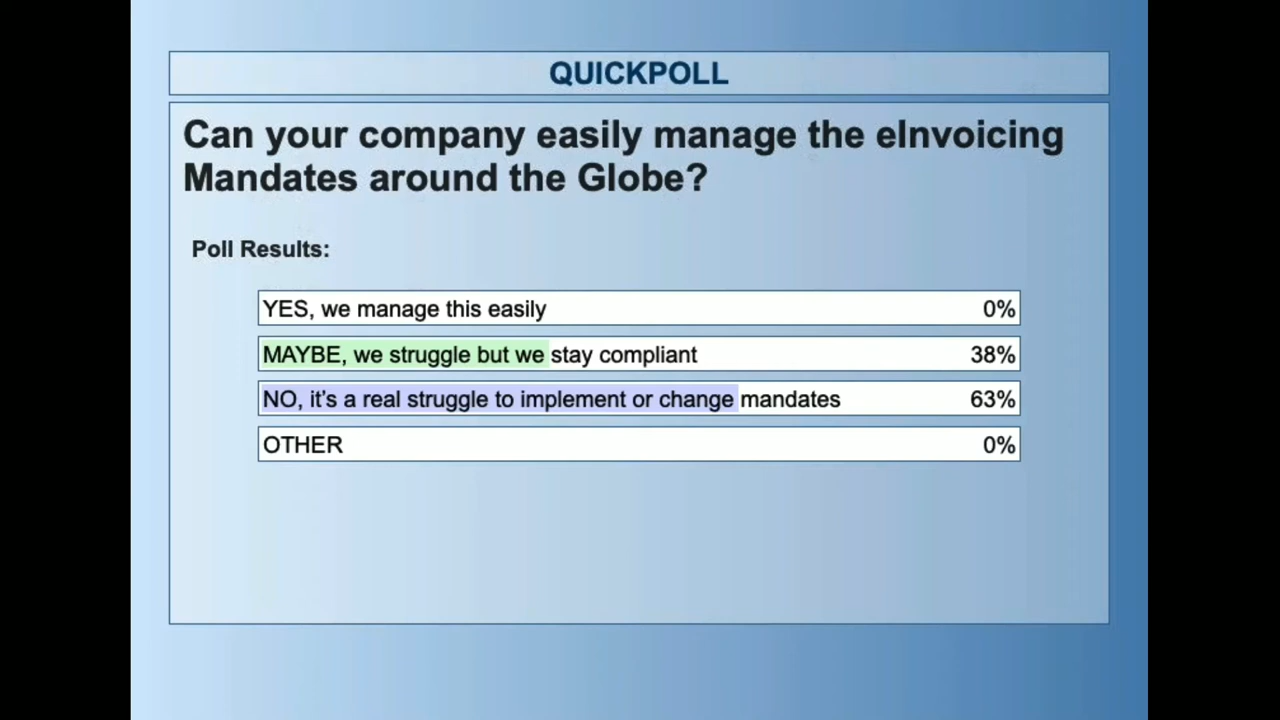 QUICKPOLL
Can your company easily manage the eInvoicing
Mandates around the Globe?
Poll Results:
YES, we manage this easily 0%
MAYBE, we struggle but we stay compliant 38%
NO, it's a real struggle to implement or change mandates 63%
OTHER 0%